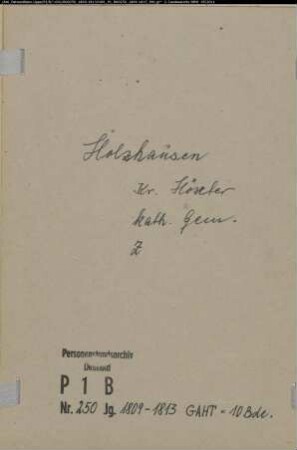 Holzhausen
Kr. Höxter
kath. Gem.
Z
Personenstandsarchiv
Detmold
P 1 B
Nr. 250 Jg. 1809-1813 GAHT - 10 Bde.